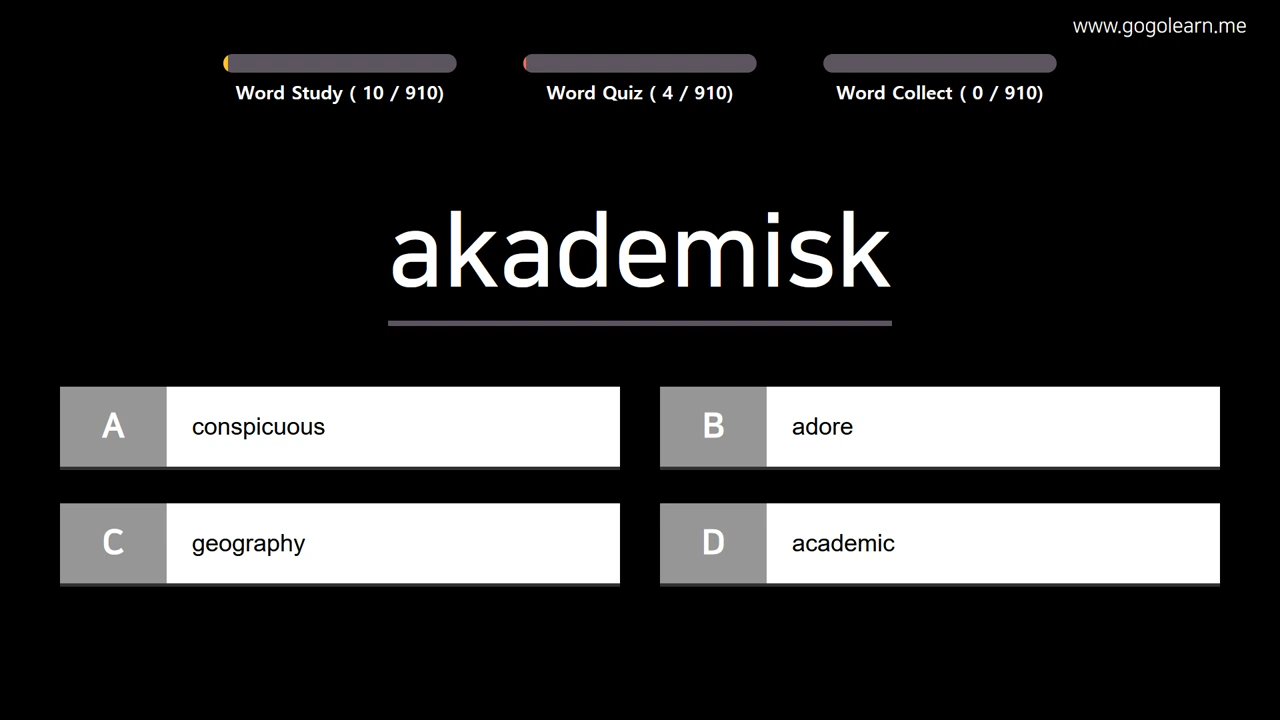 www.gogolearn.me
Word Study ( 10 / 910)
Word Quiz ( 4 / 910)
Word Collect ( 0 / 910)
akademisk
A conspicuous
B adore
C geography
D academic